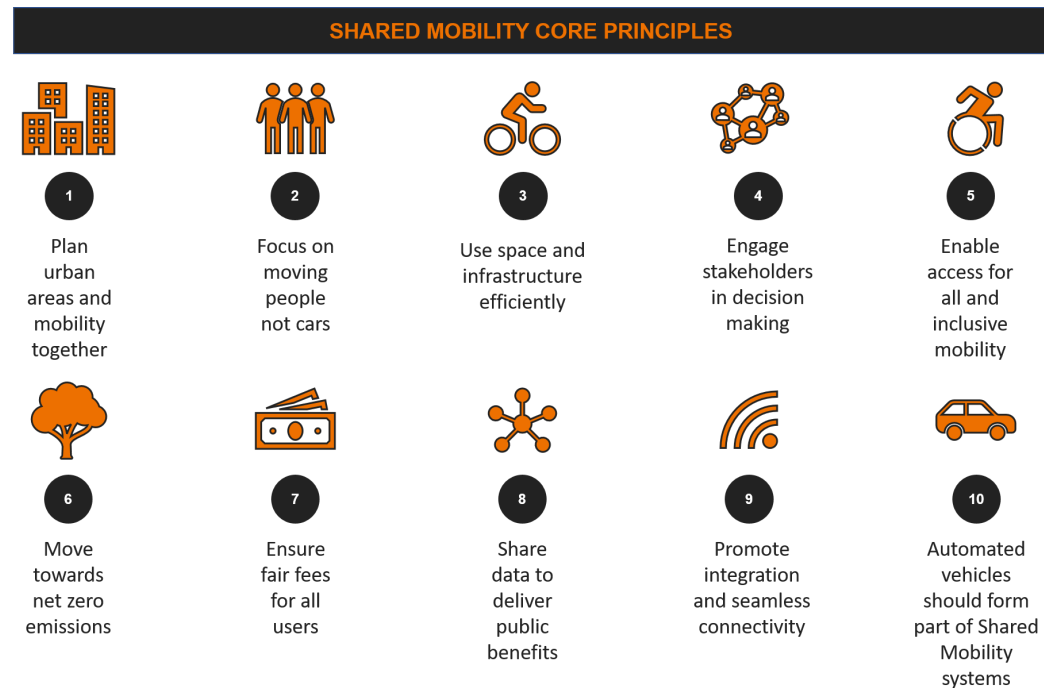 SHARED MOBILITY CORE PRINCIPLES
1
Plan
urban
areas and
mobility
together
2
Focus on
moving
people
not cars
3
Use space and
infrastructure
efficiently
4
Engage
stakeholders
in decision
making
5
Enable
access for
all and
inclusive
mobility
6
Move
towards
net zero
emissions
7
Ensure
fair fees
for all
users
8
Share
data to
deliver
public
benefits
9
Promote
integration
and seamless
connectivity
10
Automated
vehicles
should form
part of Shared
Mobility
systems